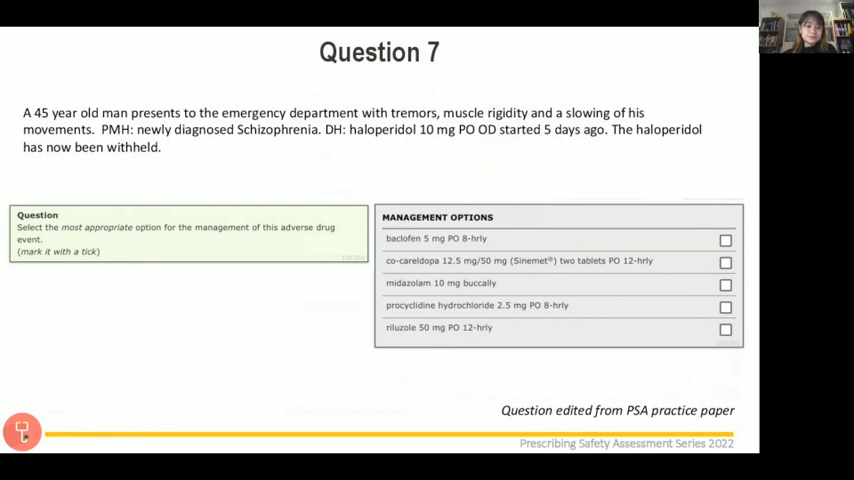 Question 7
A 45 year old man presents to the emergency department with tremors, muscle rigidity and a slowing of his
movements. PMH: newly diagnosed Schizophrenia. DH: haloperidol 10 mg PO OD started 5 days ago. The haloperidol
has now been withheld.
Question
Select the most appropriate option for the management of this adverse drug
event.
(mark it with a tick)
MANAGEMENT OPTIONS
baclofen 5 mg PO 8-hrly
co-careldopa 12.5 mg/50 mg (Sinemet®) two tablets PO 12-hrly
midazolam 10 mg buccally
procyclidine hydrochloride 2.5 mg PO 8-hrly
riluzole 50 mg PO 12-hrly
Question edited from PSA practice paper
Prescribing Safety Assessment Series 2022